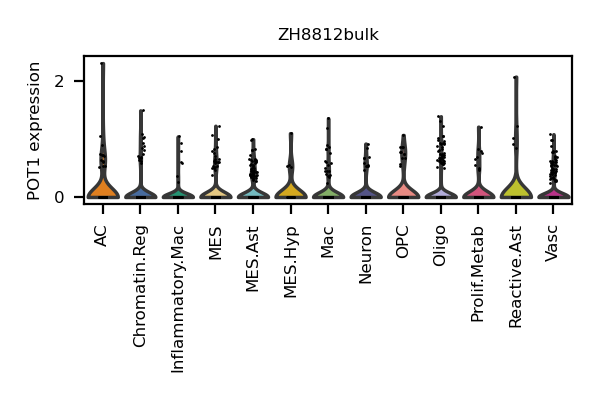 ZH8812bulk
POT1 expression
2
0
AC
Chromatin.Reg
Inflammatory.Mac
MES
MES.Ast
MES.Hyp
Mac
Neuron
OPC
Oligo
Prolif.Metab
Reactive.Ast
Vasc